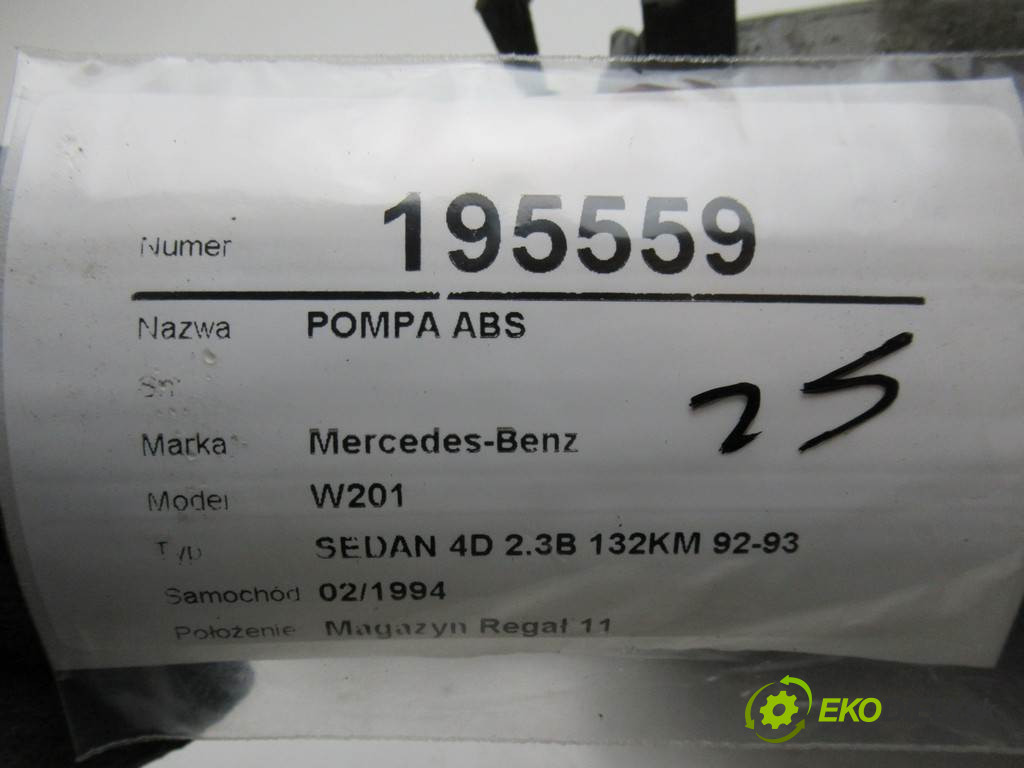 Numer 195559
Nazwa POMPA ABS
Sn
25
Marka Mercedes-Benz
Model W201
Typ SEDAN 4D 2.3B 132KM 92-93
Samochód 02/1994
Położenie Magazyn Regał 11
EKO